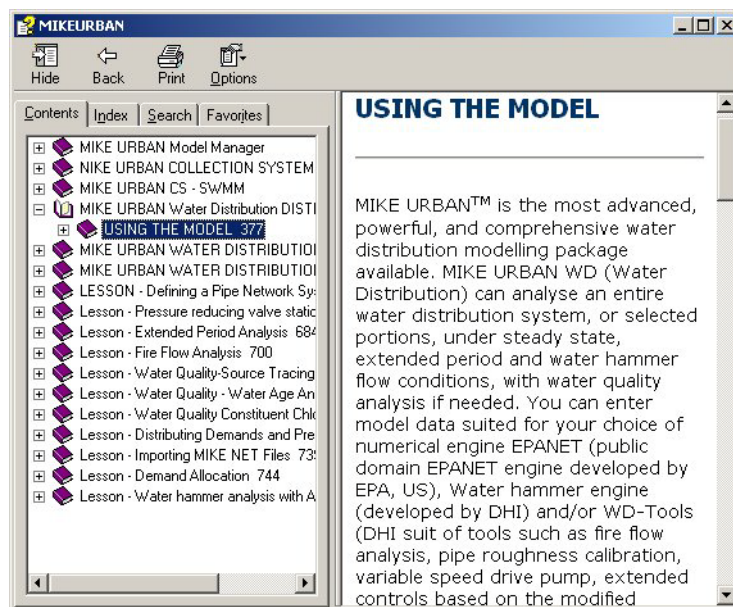 MIKEURBAN
Hide Back Print Options
Contents Index Search Favorites
MIKE URBAN Model Manager
NIKE URBAN COLLECTION SYSTEM
MIKE URBAN CS - SWMM
MIKE URBAN Water Distribution DISTI
USING THE MODEL 377
MIKE URBAN WATER DISTRIBUTIO
MIKE URBAN WATER DISTRIBUTIO
LESSON - Defining a Pipe Network Sy
Lesson - Pressure reducing valve static
Lesson - Extended Period Analysis 684
Lesson - Fire Flow Analysis 700
Lesson - Water Quality-Source Tracing
Lesson - Water Quality - Water Age An
Lesson - Water Quality Constituent Chl
Lesson - Distributing Demands and Pre
Lesson - Importing MIKE NET Files 73
Lesson - Demand Allocation 744
Lesson - Water hammer analysis with A
USING THE MODEL
MIKE URBAN™ is the most advanced,
powerful, and comprehensive water
distribution modelling package
available. MIKE URBAN WD (Water
Distribution) can analyse an entire
water distribution system, or selected
portions, under steady state,
extended period and water hammer
flow conditions, with water quality
analysis if needed. You can enter
model data suited for your choice of
numerical engine EPANET (public
domain EPANET engine developed by
EPA, US), Water hammer engine
(developed by DHI) and/or WD-Tools
(DHI suit of tools such as fire flow
analysis, pipe roughness calibration,
variable speed drive pump, extended
controls based on the modified